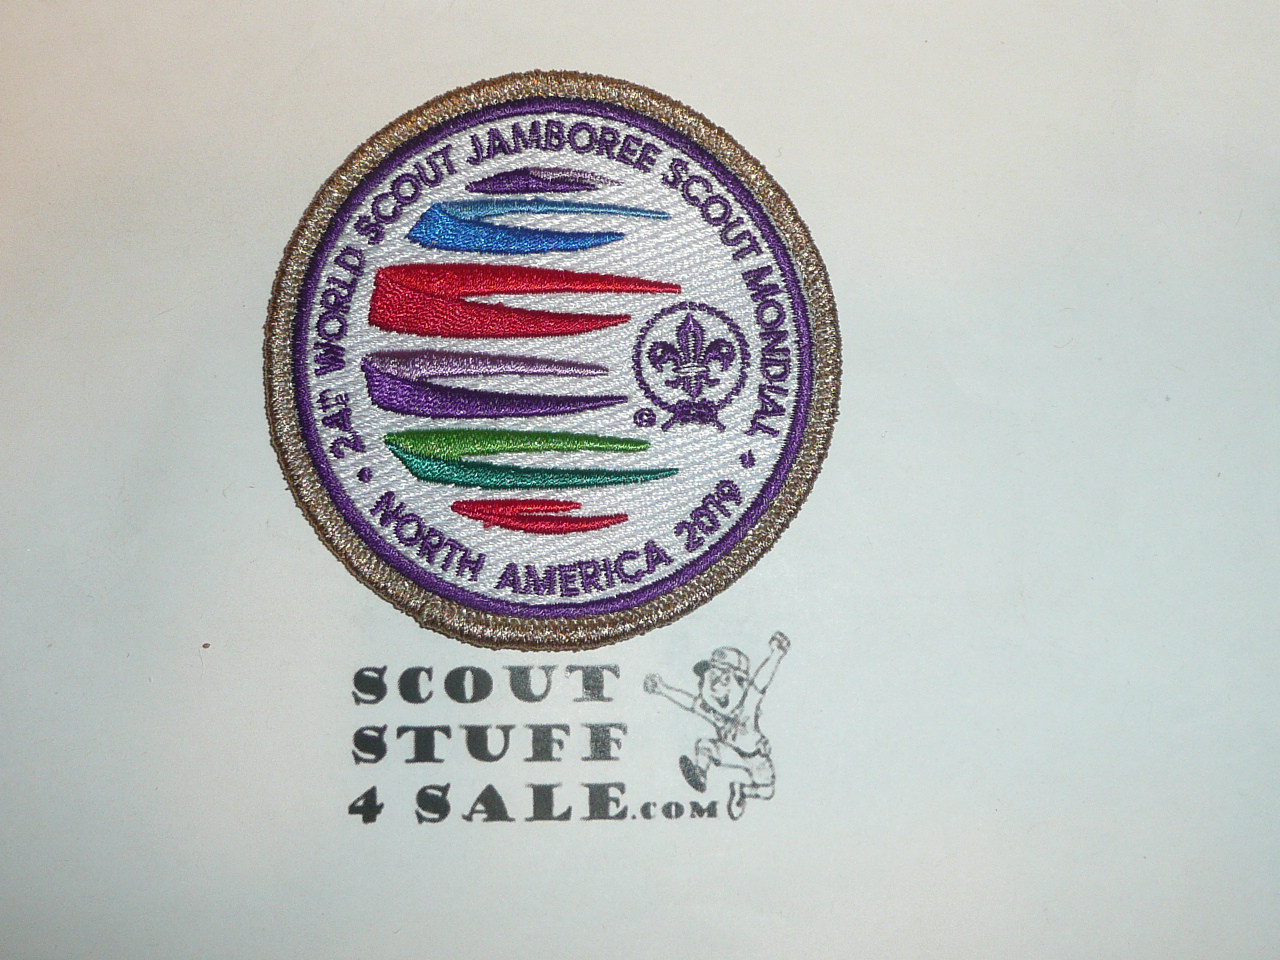 24TH WORLD SCOUT JAMBOREE SCOUT MONDIAL
• NORTH AMERICA 2019 •
©
SCOUT
STUFF
4 SALE.COM